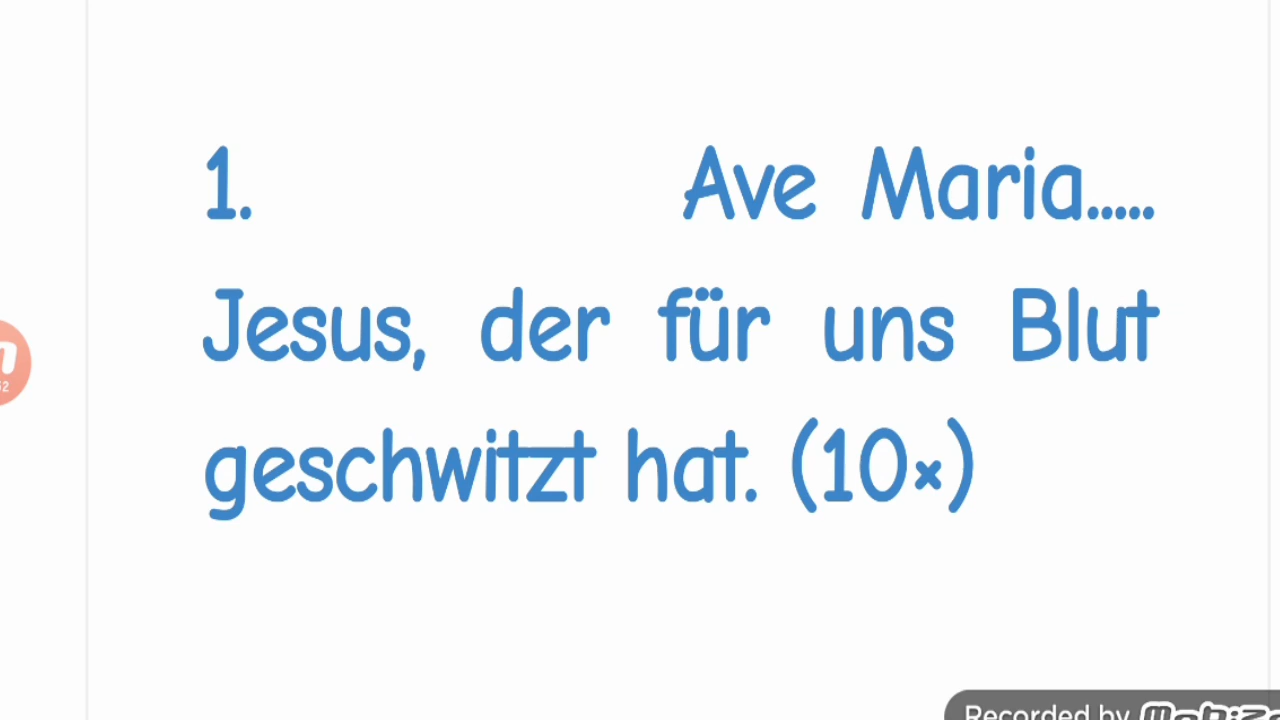 1. Ave Maria.....
Jesus, der für uns Blut
geschwitzt hat. (10×)
Recorded by